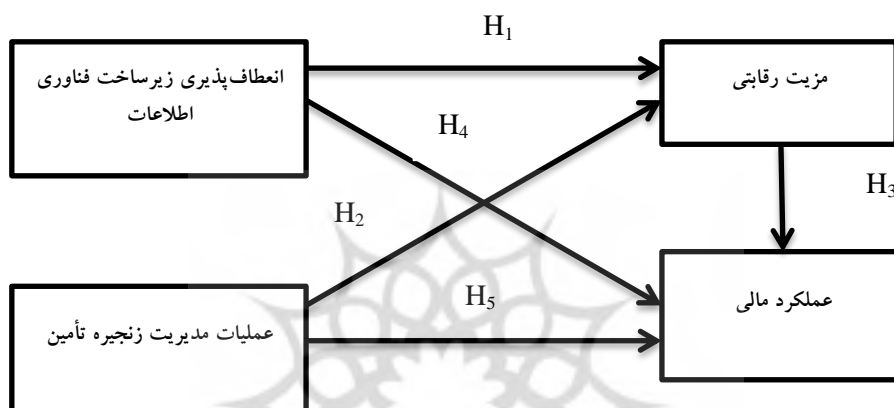 H₁
انعطاف‌پذیری زیرساخت فناوری
اطلاعات
مزیت رقابتی
H₄
H₃
H₂
عملیات مدیریت زنجیره تأمین
H₅
عملکرد مالی